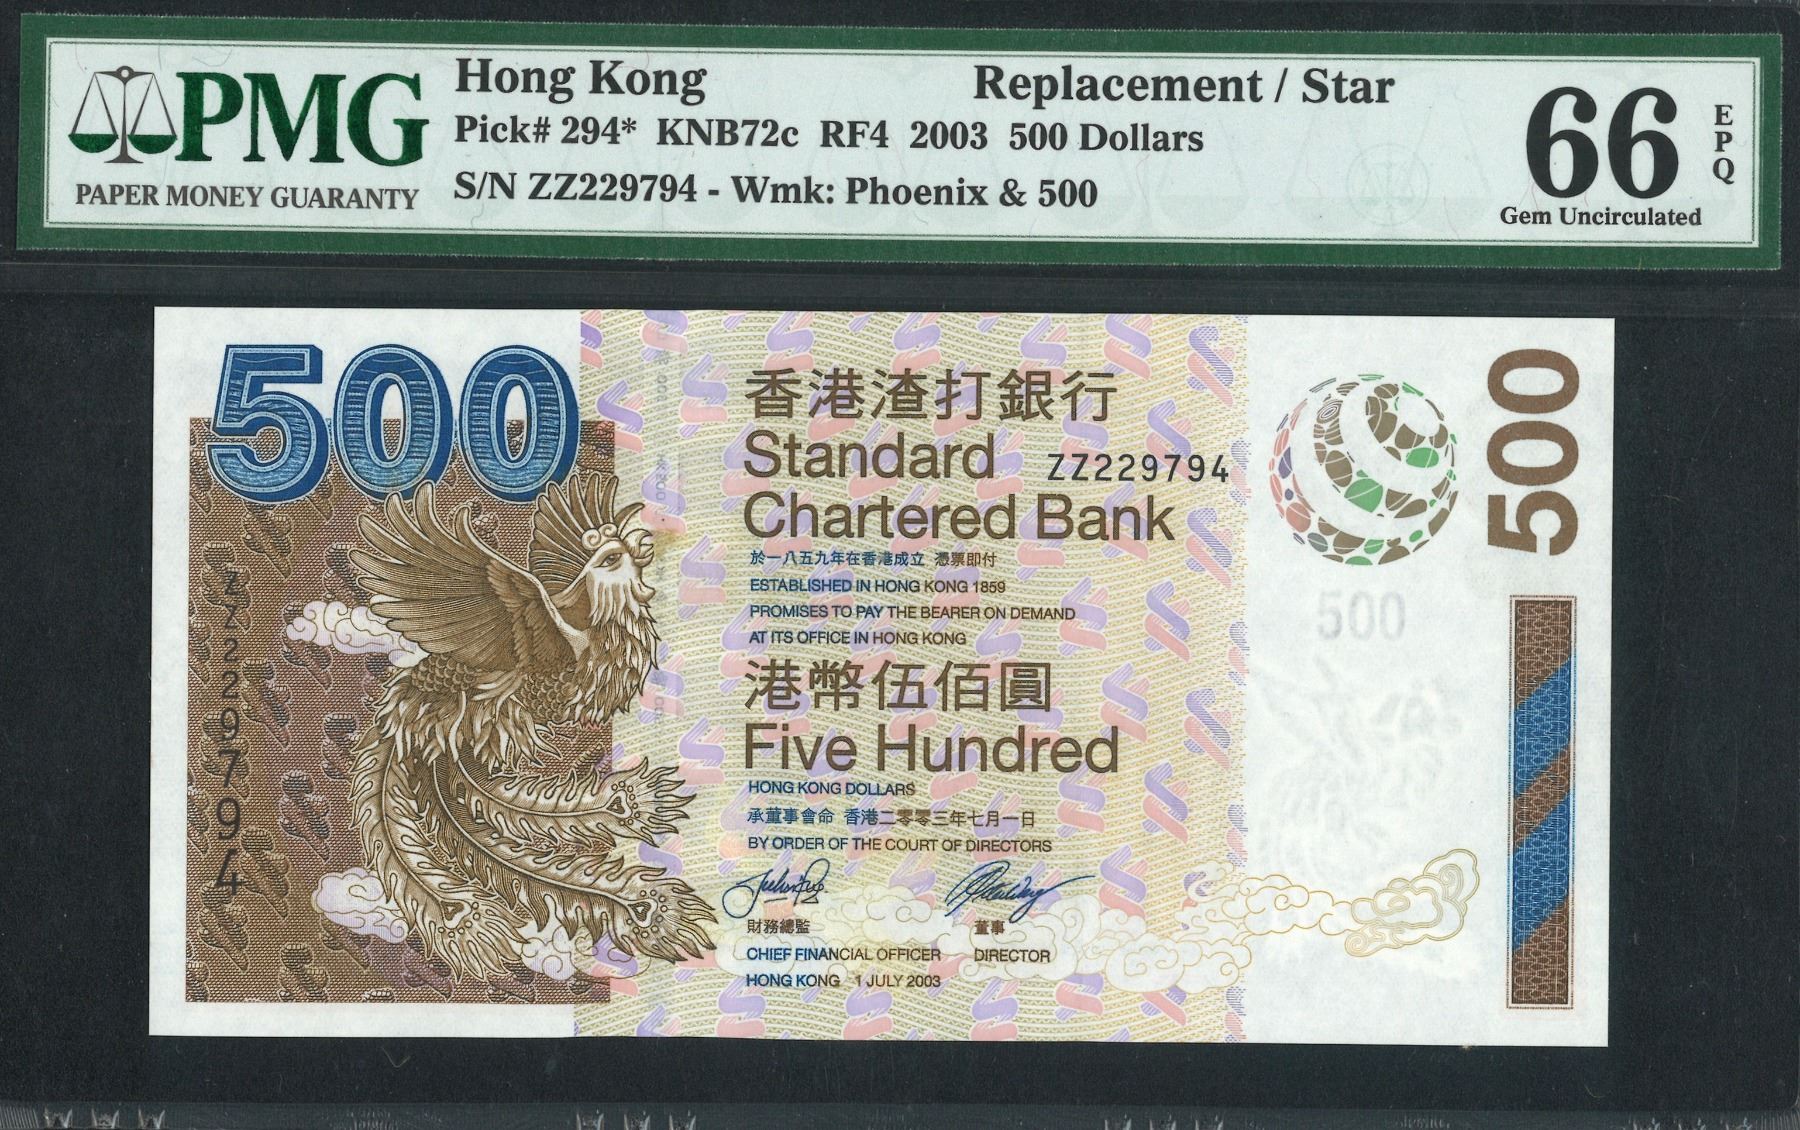 PMG
PAPER MONEY GUARANTY
Hong Kong Replacement / Star
Pick# 294* KNB72c RF4 2003 500 Dollars
S/N ZZ229794 - Wmk: Phoenix & 500
66
EPQ
Gem Uncirculated
500
ZZ229794
香港渣打銀行
Standard
Chartered Bank
ZZ229794
於一八五九年在香港成立 憑票即付
ESTABLISHED IN HONG KONG 1859
PROMISES TO PAY THE BEARER ON DEMAND
AT ITS OFFICE IN HONG KONG
港幣伍佰圓
Five Hundred
HONG KONG DOLLARS
承董事會命 香港二零零三年七月一日
BY ORDER OF THE COURT OF DIRECTORS
財務總監 董事
CHIEF FINANCIAL OFFICER DIRECTOR
HONG KONG 1 JULY 2003
500
500